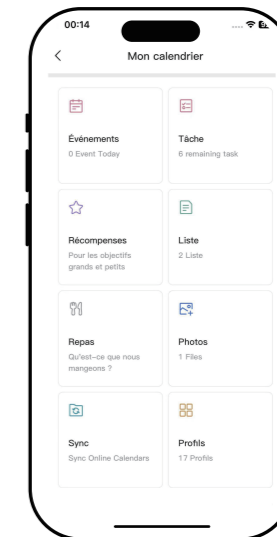 00:14
Mon calendrier
Événements
0 Event Today
Tâche
6 remaining task
Récompenses
Pour les objectifs
grands et petits
Liste
2 Liste
Repas
Qu'est-ce que nous
mangeons ?
Photos
1 Files
Sync
Sync Online Calendars
Profils
17 Profils